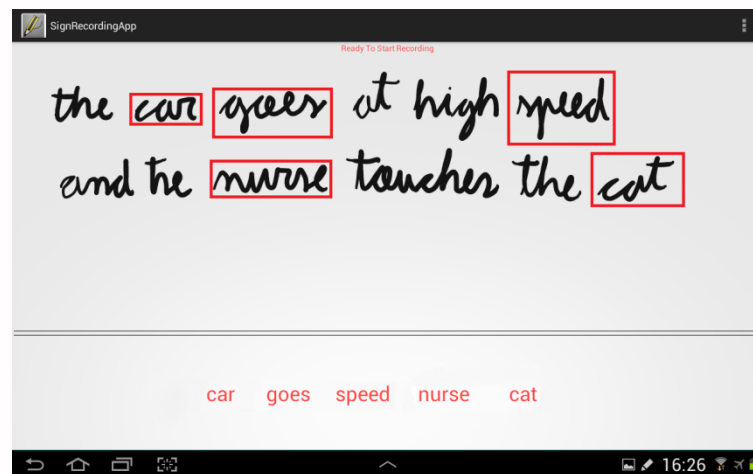 SignRecordingApp
Ready To Start Recording
the car goes at high speed
and the nurse touches the cat
car goes speed nurse cat
16:26